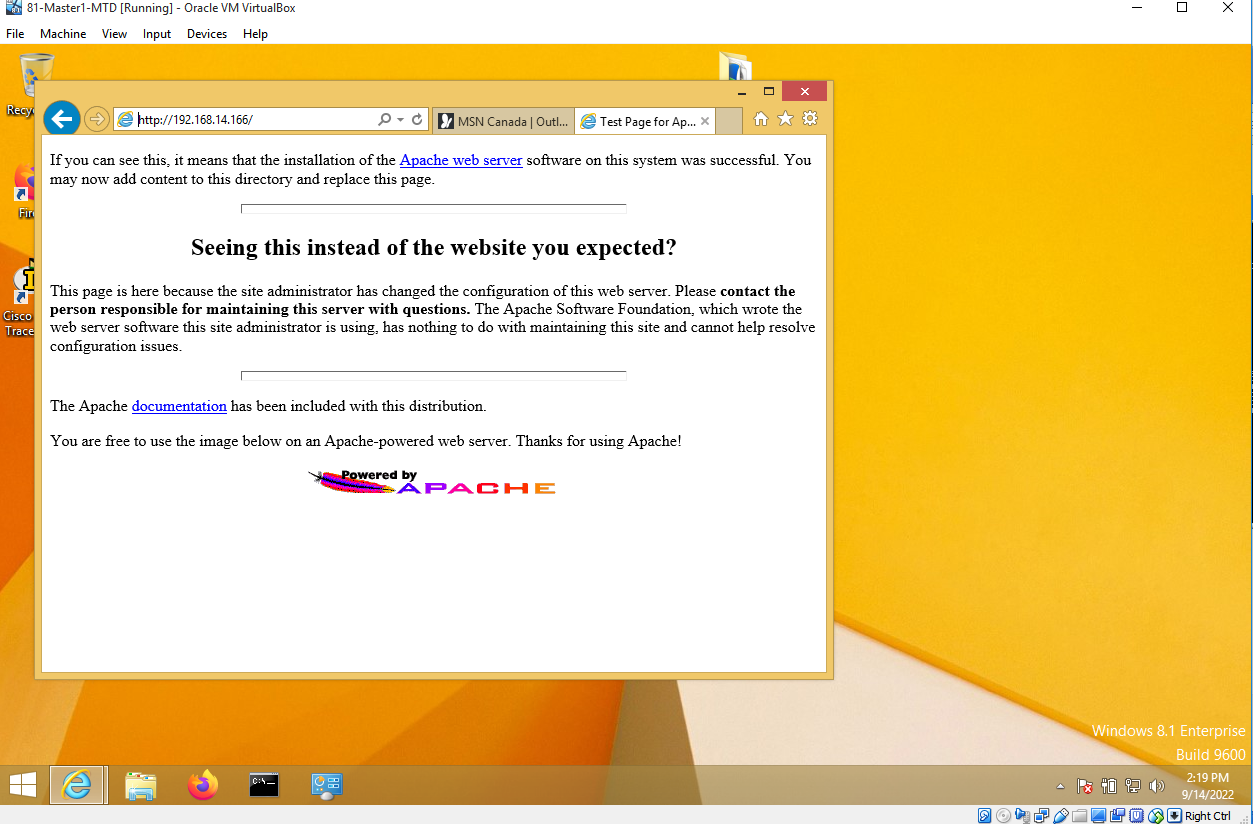 81-Master1-MTD [Running] - Oracle VM VirtualBox
File Machine View Input Devices Help
http://192.168.14.166/
MSN Canada | Outl...
Test Page for Ap...
If you can see this, it means that the installation of the Apache web server software on this system was successful. You
may now add content to this directory and replace this page.
Seeing this instead of the website you expected?
This page is here because the site administrator has changed the configuration of this web server. Please contact the
person responsible for maintaining this server with questions. The Apache Software Foundation, which wrote the
web server software this site administrator is using, has nothing to do with maintaining this site and cannot help resolve
configuration issues.
The Apache documentation has been included with this distribution.
You are free to use the image below on an Apache-powered web server. Thanks for using Apache!
Powered by
APACHE
Recy
Fir
Cisco
Trace
Windows 8.1 Enterprise
Build 9600
2:19 PM
9/14/2022
Right Ctrl